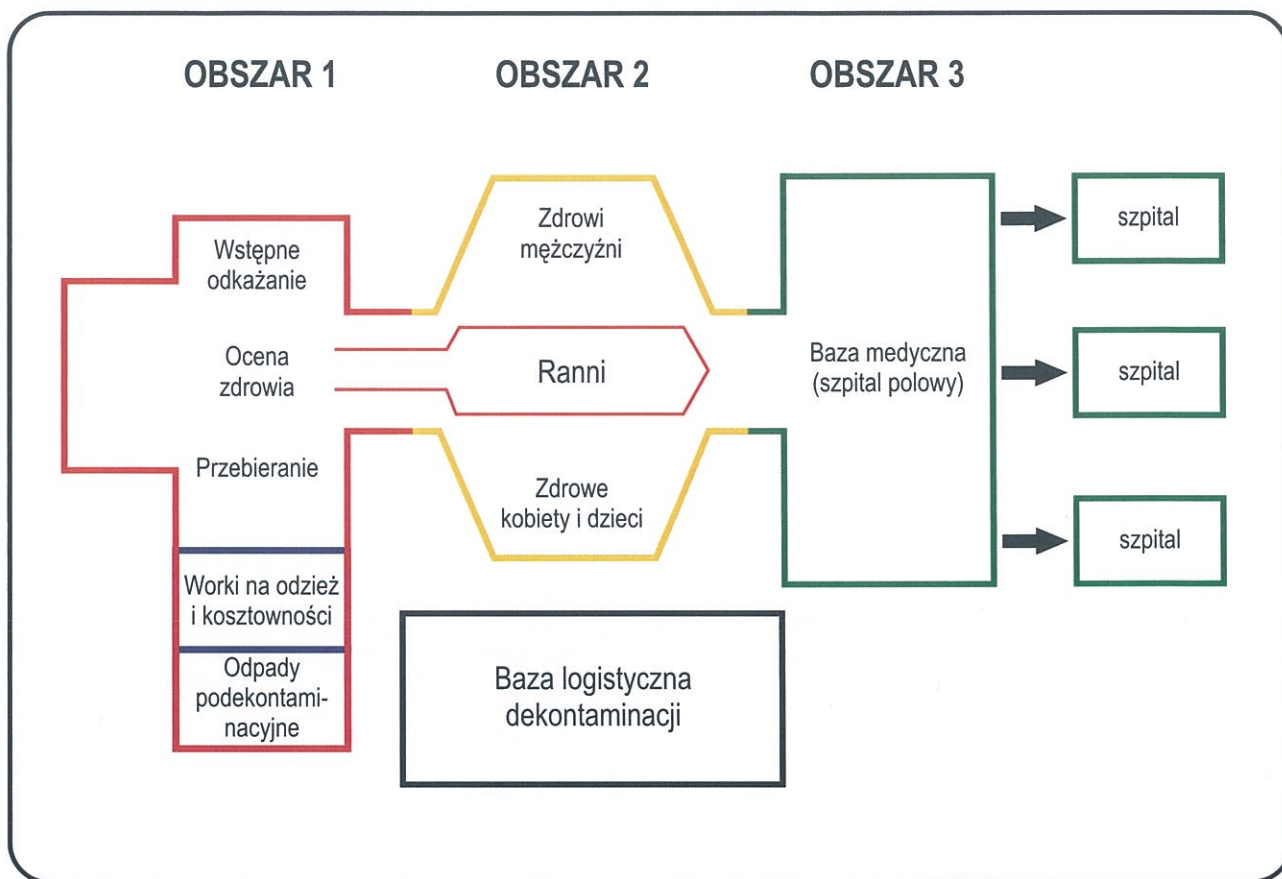 OBSZAR 1
OBSZAR 2
OBSZAR 3
Wstępne
odkażanie
Ocena
zdrowia
Przebieranie
Worki na odzież
i kosztowności
Odpady
podekontami-
nacyjne
Zdrowi
mężczyźni
Ranni
Zdrowe
kobiety i dzieci
Baza logistyczna
dekontaminacji
Baza medyczna
(szpital polowy)
szpital
szpital
szpital